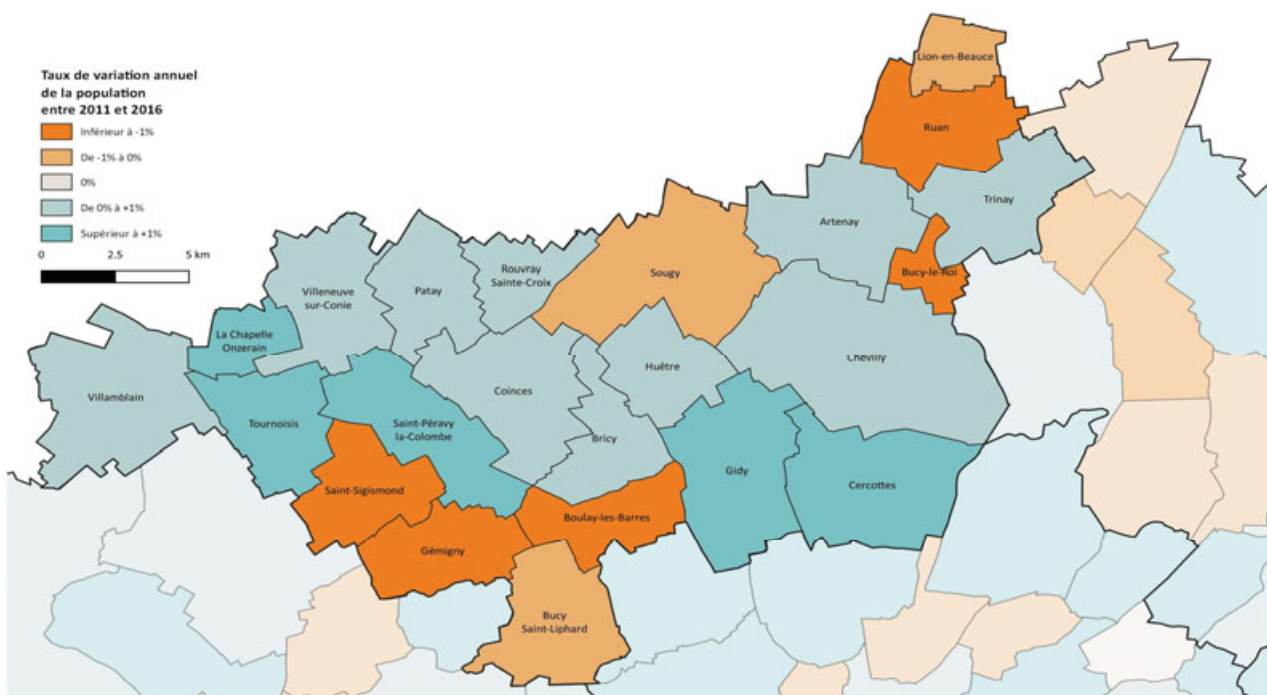 Taux de variation annuel
de la population
entre 2011 et 2016
Inférieur à -1%
De -1% à 0%
0%
De 0% à +1%
Supérieur à +1%
0 2.5 5 km
Lion-en-Beauce
Ruan
Trinay
Artenay
Bucy-le-Roi
Sougy
Rouvray
Sainte-Croix
Patay
Villeneuve
sur-Conie
La Chapelle
Onzerain
Villamblain
Tournoisis
Saint-Péravy
la-Colombe
Coinces
Huêtre
Chevilly
Bricy
Gidy
Cercottes
Saint-Sigismond
Gémigny
Boulay-les-Barres
Bucy
Saint-Liphard